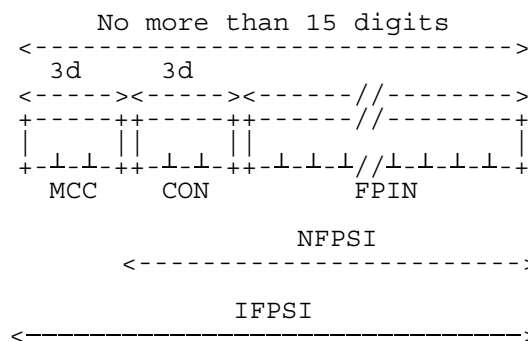 No more than 15 digits
3d 3d
MCC CON FPIN
NFPSI
IFPSI